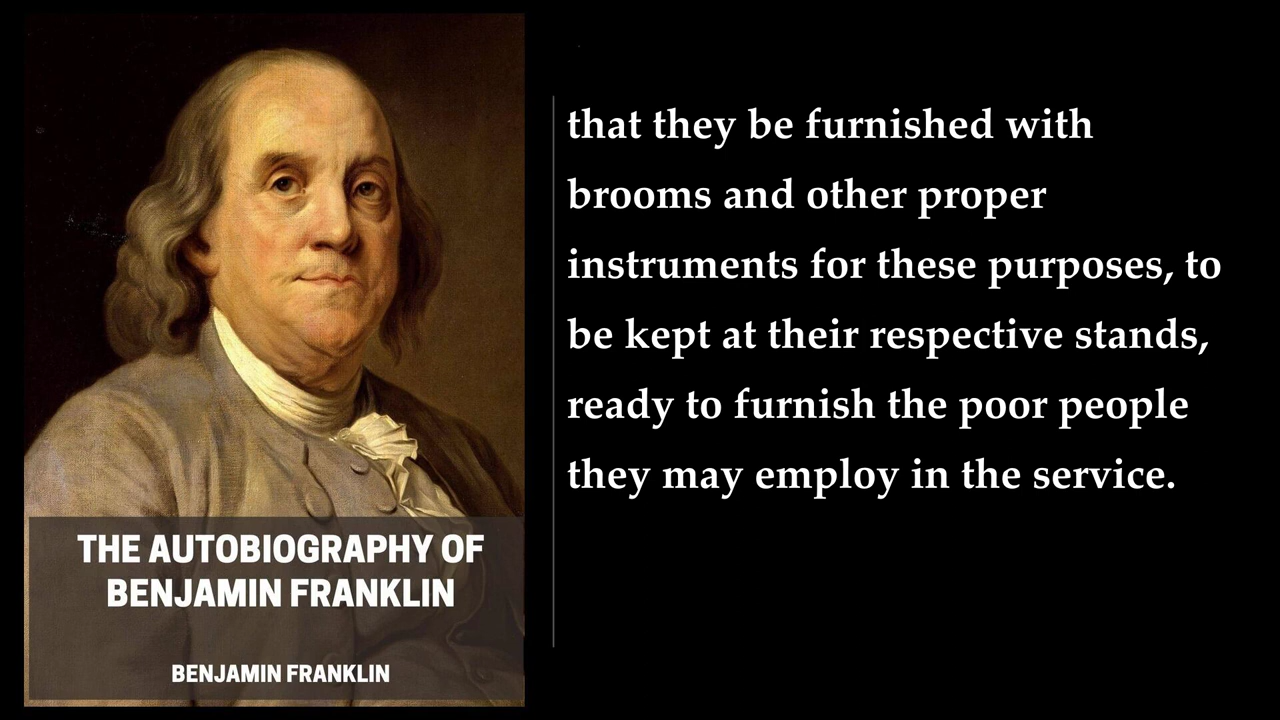 THE AUTOBIOGRAPHY OF
BENJAMIN FRANKLIN
BENJAMIN FRANKLIN
that they be furnished with
brooms and other proper
instruments for these purposes, to
be kept at their respective stands,
ready to furnish the poor people
they may employ in the service.